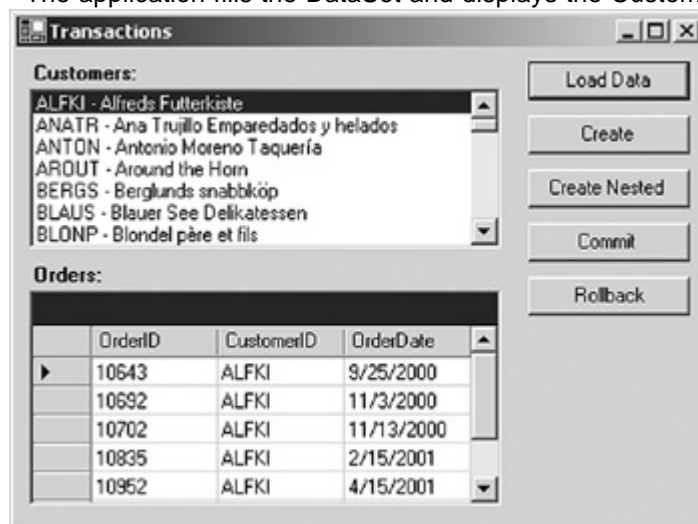 The application fills the DataSet and displays the Custom
Transactions
Customers:
ALFKI - Alfreds Futterkiste
ANATR - Ana Trujillo Emparedados y helados
ANTON - Antonio Moreno Taquería
AROUT - Around the Horn
BERGS - Berglunds snabbköp
BLAUS - Blauer See Delikatessen
BLONP - Blondel père et fils
Load Data
Create
Create Nested
Commit
Rollback
Orders:
OrderID CustomerID OrderDate
10643 ALFKI 9/25/2000
10692 ALFKI 11/3/2000
10702 ALFKI 11/13/2000
10835 ALFKI 2/15/2001
10952 ALFKI 4/15/2001